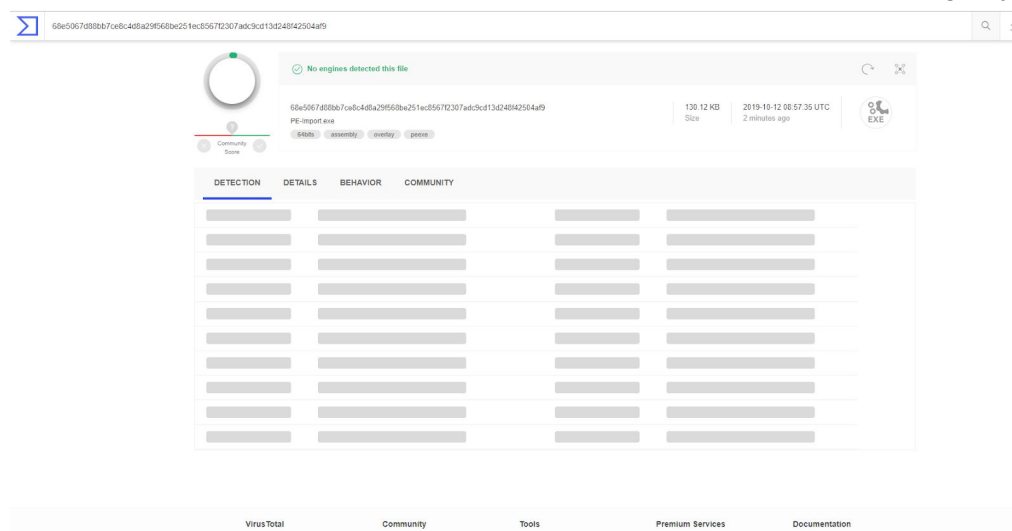 68e5067d88bb7ce8c4d8a29f568be251ec8567f2307adc9cd13d248f42504af9
No engines detected this file
68e5067d88bb7ce8c4d8a29f568be251ec8567f2307adc9cd13d248f42504af9
PE-Import.exe
64bits assembly overlay peexe
130.12 KB
Size
2019-10-12 08:57:35 UTC
2 minutes ago
EXE
?
Community
Score
DETECTION DETAILS BEHAVIOR COMMUNITY
VirusTotal Community Tools Premium Services Documentation